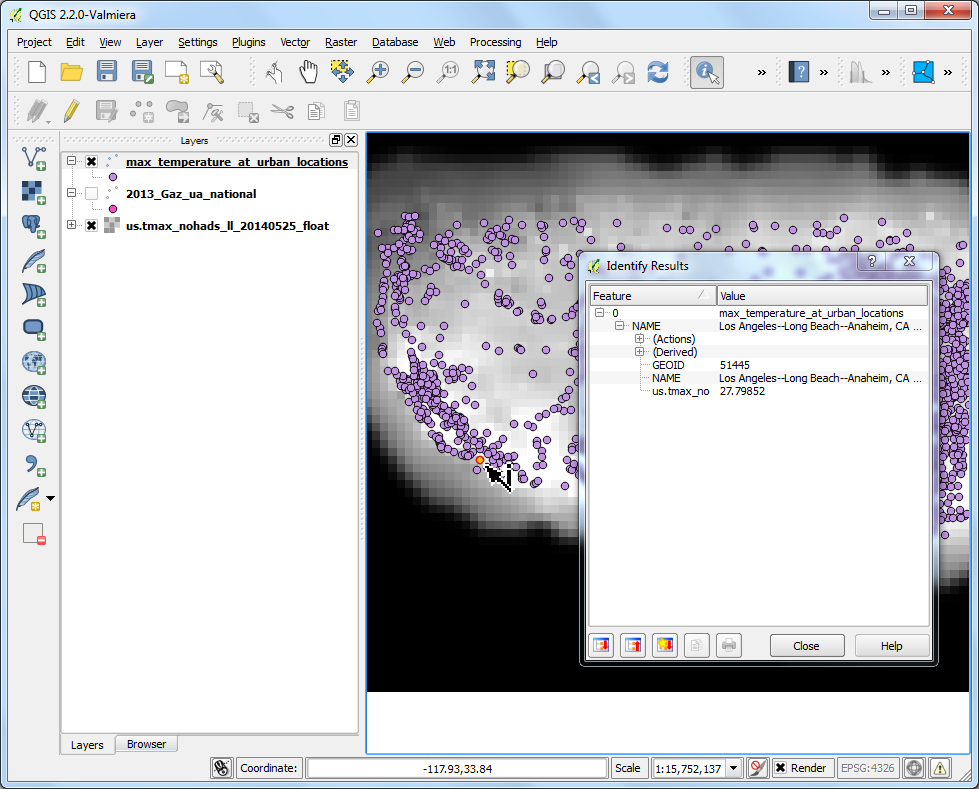 QGIS 2.2.0-Valmiera
Project Edit View Layer Settings Plugins Vector Raster Database Web Processing Help
1:1
» ? » » »
Layers
max_temperature_at_urban_locations
2013_Gaz_ua_national
us.tmax_nohads_ll_20140525_float
Identify Results
?
Feature Value
0 max_temperature_at_urban_locations
NAME Los Angeles--Long Beach--Anaheim, CA ...
(Actions)
(Derived)
GEOID 51445
NAME Los Angeles--Long Beach--Anaheim, CA ...
us.tmax_no 27.79852
Close Help
Layers Browser
Coordinate: -117.93,33.84 Scale 1:15,752,137 Render EPSG:4326